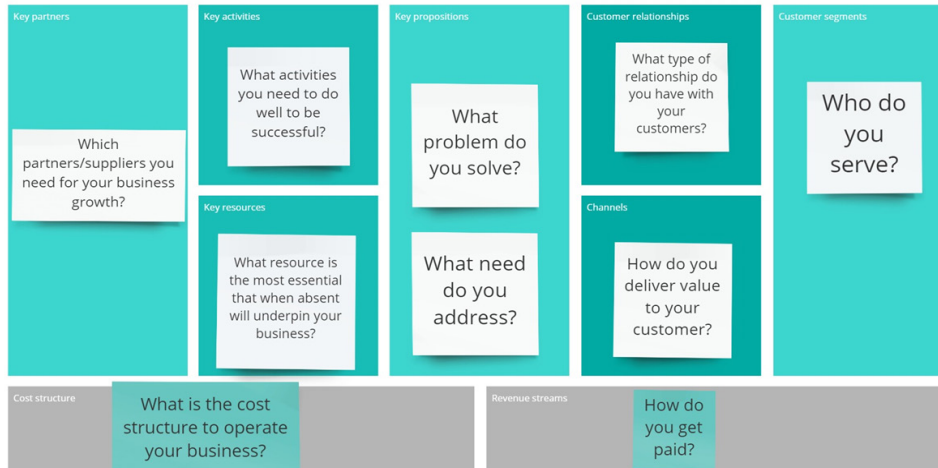 Key partners
Which
partners/suppliers you
need for your business
growth?
Key activities
What activities
you need to do
well to be
successful?
Key resources
What resource is
the most essential
that when absent
will underpin your
business?
Key propositions
What
problem do
you solve?
What need
do you
address?
Customer relationships
What type of
relationship do
you have with
your
customers?
Channels
How do you
deliver value
to your
customer?
Customer segments
Who do
you
serve?
Cost structure
What is the cost
structure to operate
your business?
Revenue streams
How do
you get
paid?